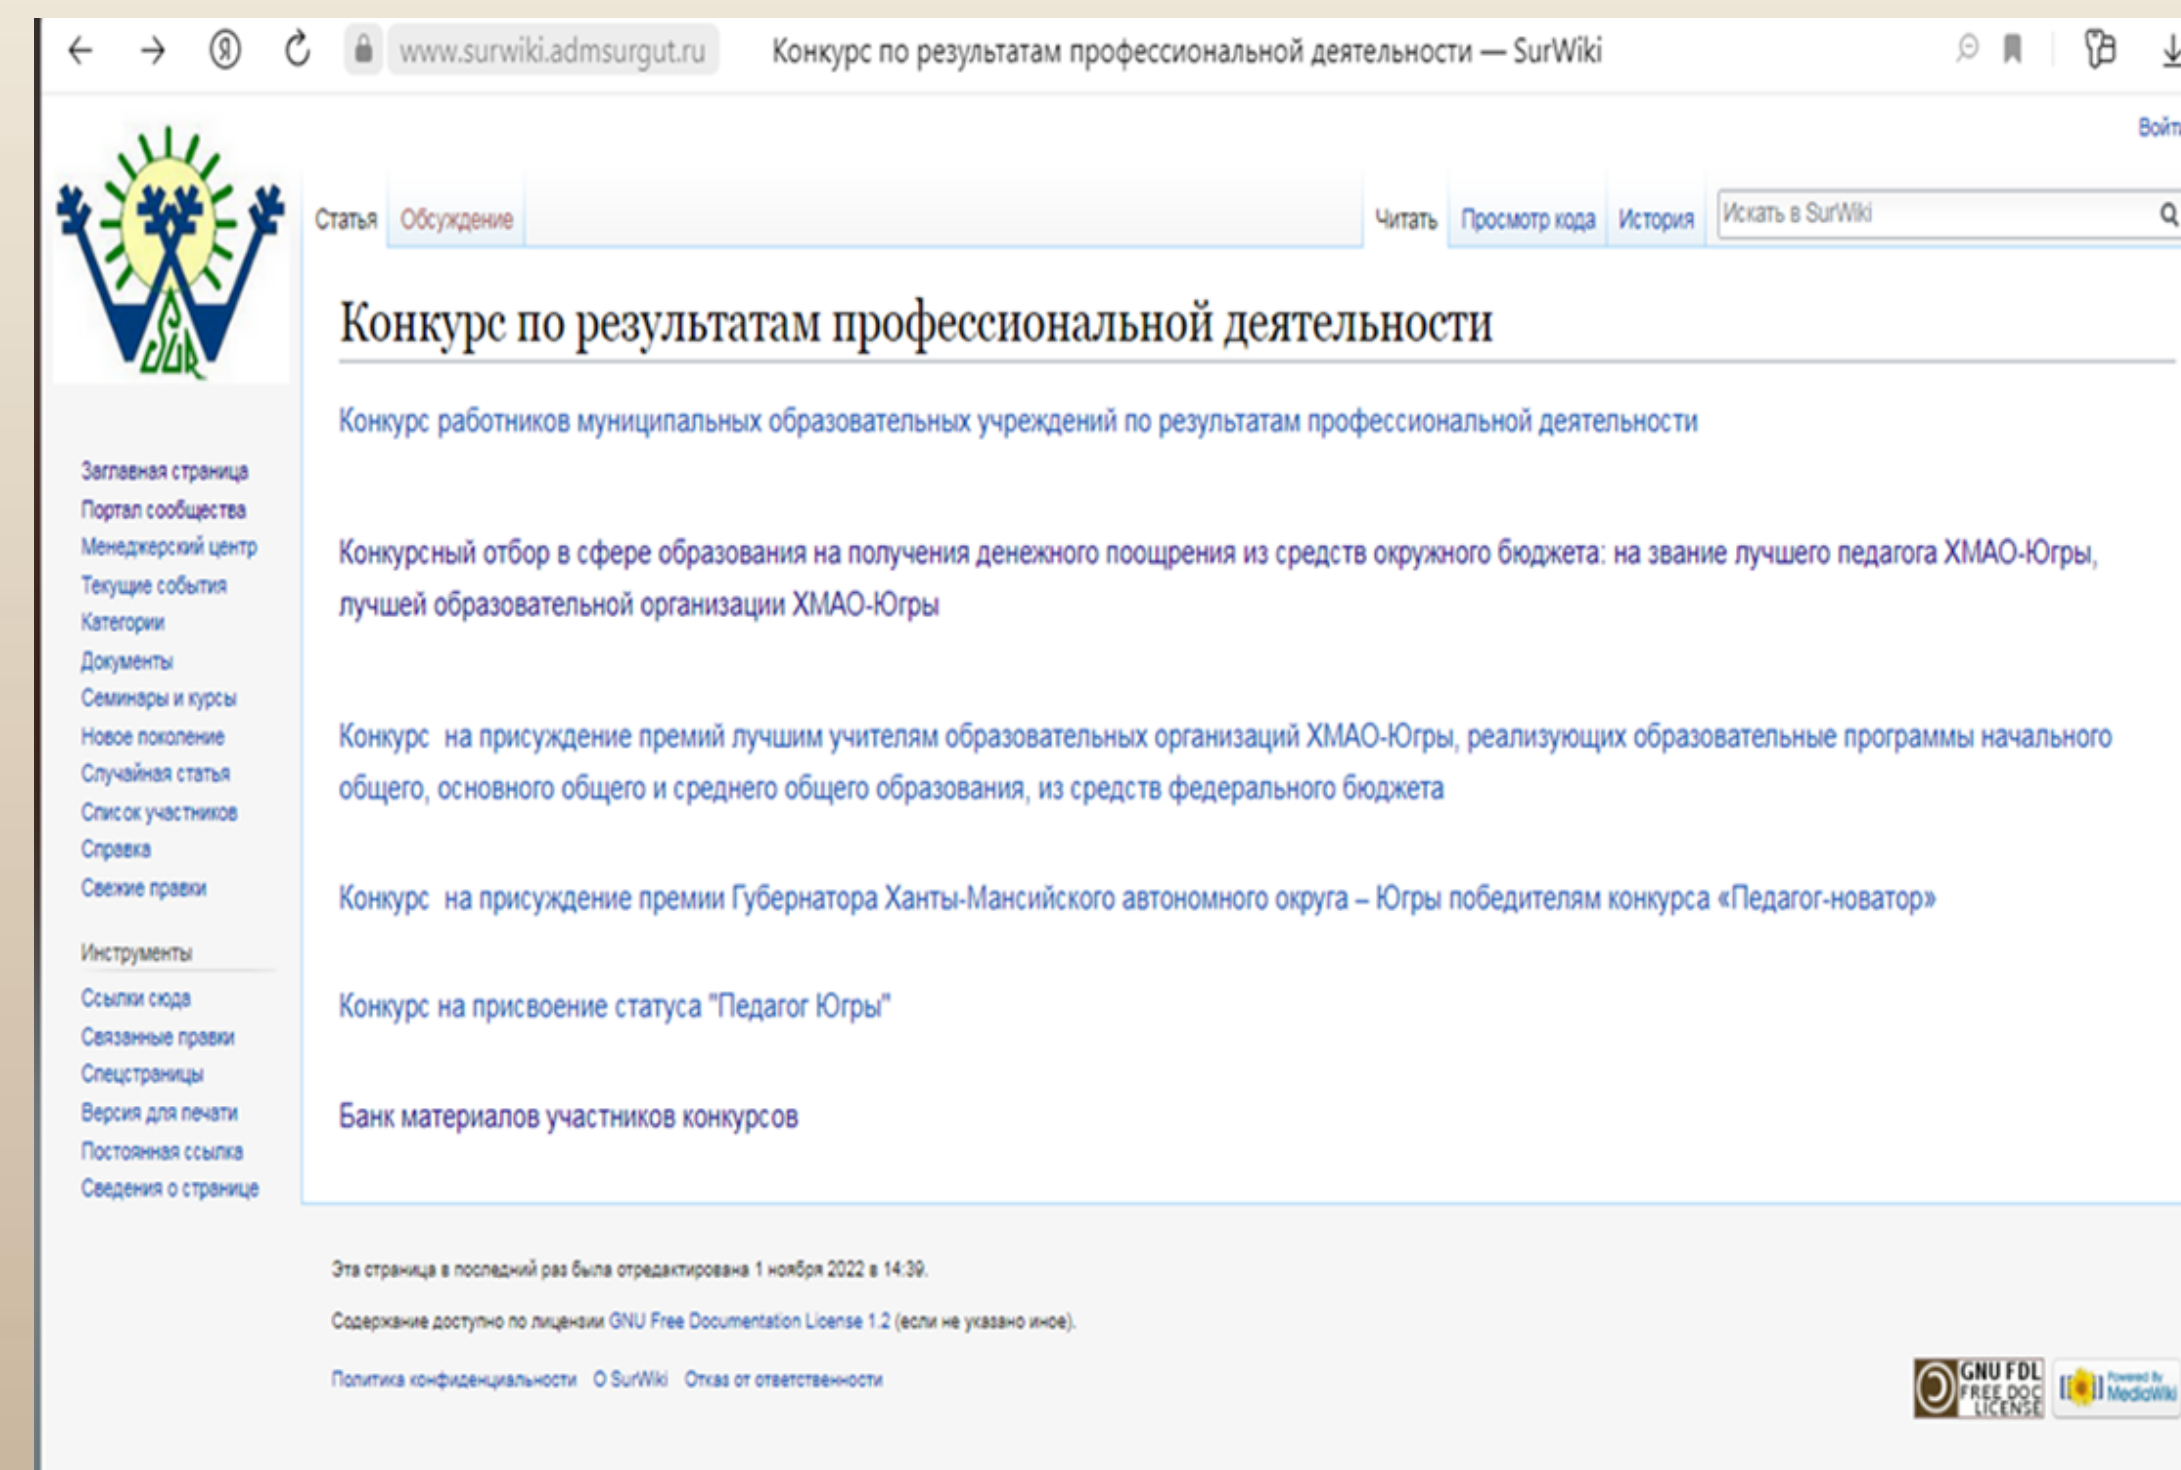 www.surwiki.admsurgut.ru Конкурс по результатам профессиональной деятельности — SurWiki
Войти
Статья Обсуждение Читать Просмотр кода История Искать в SurWiki
Sur
Конкурс по результатам профессиональной деятельности
Конкурс работников муниципальных образовательных учреждений по результатам профессиональной деятельности
Конкурсный отбор в сфере образования на получения денежного поощрения из средств окружного бюджета: на звание лучшего педагога ХМАО-Югры,
лучшей образовательной организации ХМАО-Югры
Конкурс на присуждение премий лучшим учителям образовательных организаций ХМАО-Югры, реализующих образовательные программы начального
общего, основного общего и среднего общего образования, из средств федерального бюджета
Конкурс на присуждение премии Губернатора Ханты-Мансийского автономного округа – Югры победителям конкурса «Педагог-новатор»
Конкурс на присвоение статуса "Педагог Югры"
Банк материалов участников конкурсов
Заглавная страница
Портал сообщества
Менеджерский центр
Текущие события
Категории
Документы
Семинары и курсы
Новое поколение
Случайная статья
Список участников
Справка
Свежие правки
Инструменты
Ссылки сюда
Связанные правки
Спецстраницы
Версия для печати
Постоянная ссылка
Сведения о странице
Эта страница в последний раз была отредактирована 1 ноября 2022 в 14:39.
Содержание доступно по лицензии GNU Free Documentation License 1.2 (если не указано иное).
Политика конфиденциальности О SurWiki Отказ от ответственности
GNU FDL
FREE DOC
LICENSE
Powered By
MediaWiki